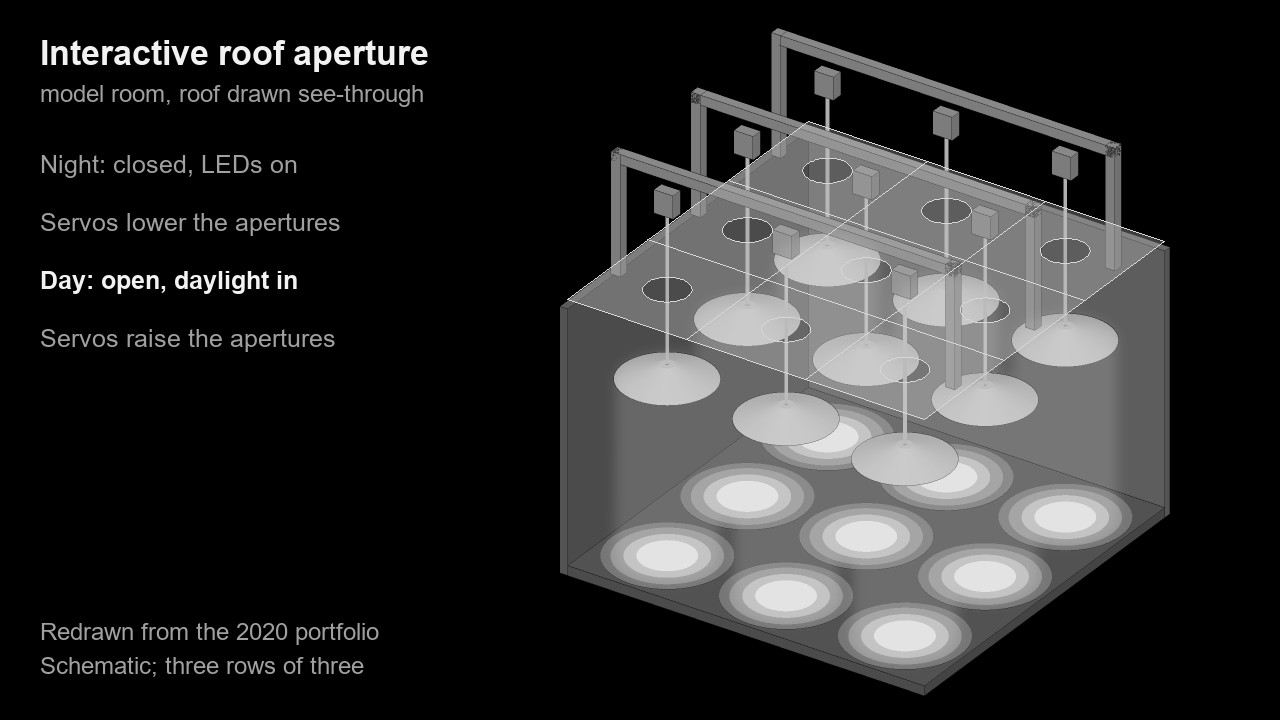 Interactive roof aperture
model room, roof drawn see-through
Night: closed, LEDs on
Servos lower the apertures
Day: open, daylight in
Servos raise the apertures
Redrawn from the 2020 portfolio
Schematic; three rows of three